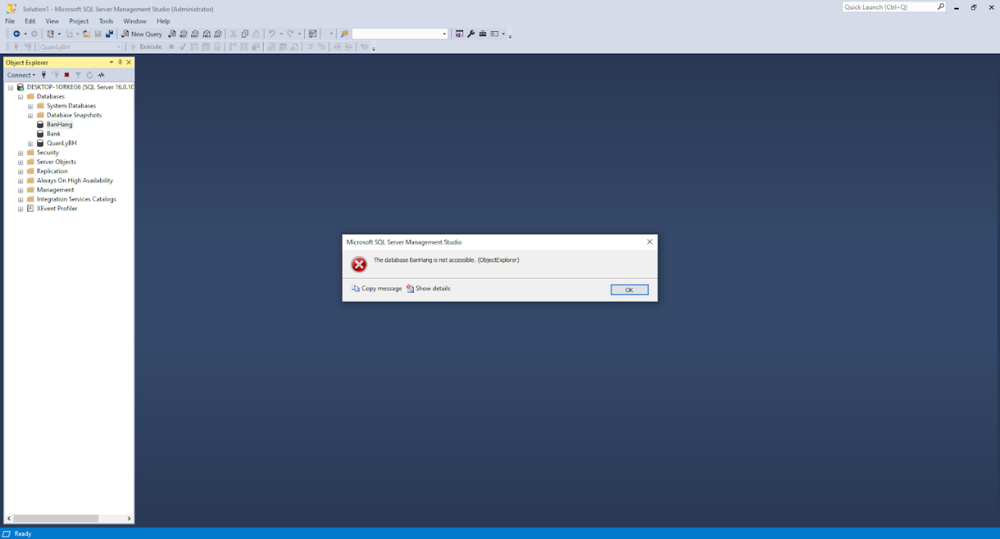 Solution1 - Microsoft SQL Server Management Studio (Administrator)
Quick Launch (Ctrl+Q)
File Edit View Project Tools Window Help
New Query
QuanLyBH
Execute
Object Explorer
Connect
DESKTOP-1ORKEG6 (SQL Server 16.0.10
Databases
System Databases
Database Snapshots
BanHang
Bank
QuanLyBH
Security
Server Objects
Replication
Always On High Availability
Management
Integration Services Catalogs
XEvent Profiler
Microsoft SQL Server Management Studio
The database BanHang is not accessible. (ObjectExplorer)
Copy message Show details
OK
Ready